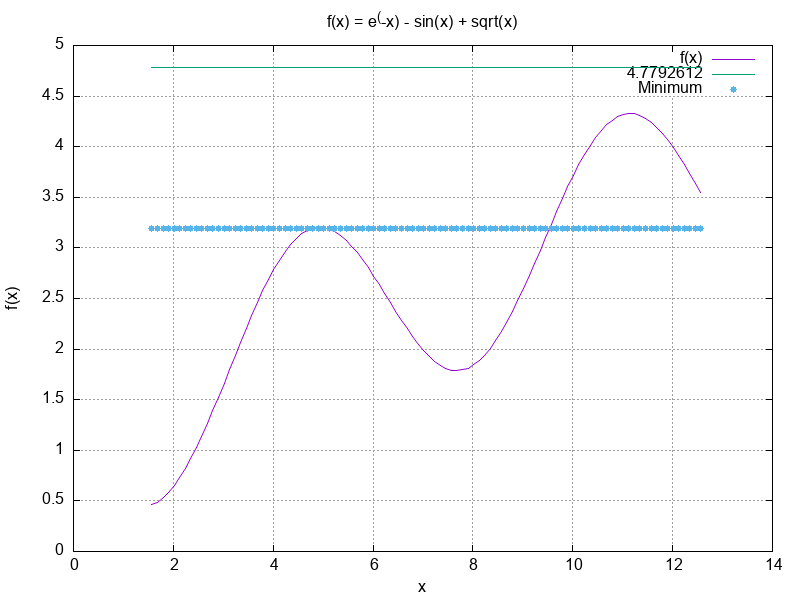 f(x) = e(-x) - sin(x) + sqrt(x)
f(x)
4.7792612
Minimum
5
4.5
4
3.5
3
2.5
2
1.5
1
0.5
0
f(x)
0 2 4 6 8 10 12 14
x